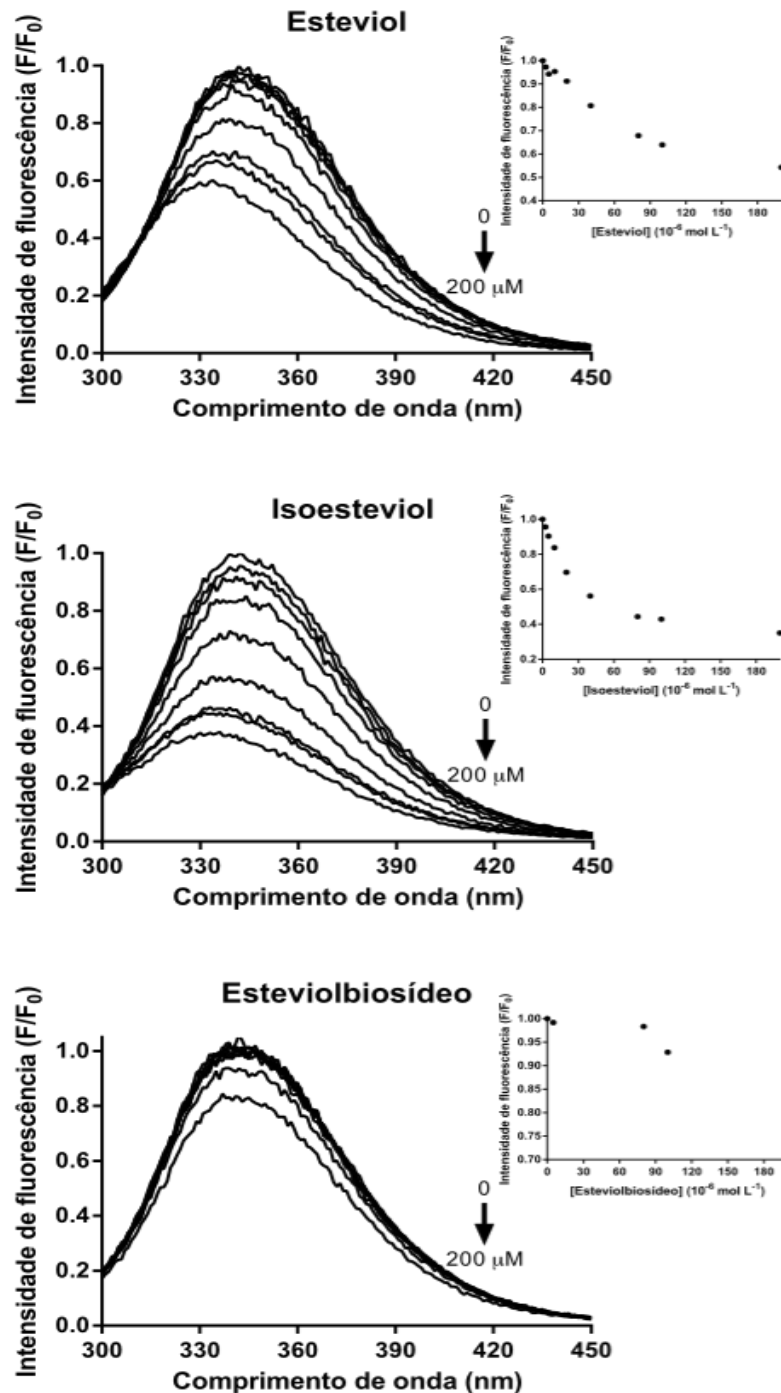 Esteviol
Intensidade de fluorescência (F/F0)
1.0
0.8
0.6
0.4
0.2
0.0
300 330 360 390 420 450
Comprimento de onda (nm)
0
200 μM
Intensidade de fluorescência (F/F0)
1.0
0.9
0.8
0.7
0.6
0.5
0.4
0 30 60 90 120 150 180
[Esteviol] (10⁻⁶ mol L⁻¹)
Isoesteviol
Intensidade de fluorescência (F/F0)
1.0
0.8
0.6
0.4
0.2
0.0
300 330 360 390 420 450
Comprimento de onda (nm)
0
200 μM
Intensidade de fluorescência (F/F0)
1.0
0.8
0.6
0.4
0.2
0 30 60 90 120 150 180
[Isoesteviol] (10⁻⁶ mol L⁻¹)
Esteviolbiosídeo
Intensidade de fluorescência (F/F0)
1.0
0.8
0.6
0.4
0.2
0.0
300 330 360 390 420 450
Comprimento de onda (nm)
0
200 μM
Intensidade de fluorescência (F/F0)
1.00
0.95
0.90
0.85
0.80
0.75
0.70
0 30 60 90 120 150 180
[Esteviolbiosídeo] (10⁻⁶ mol L⁻¹)